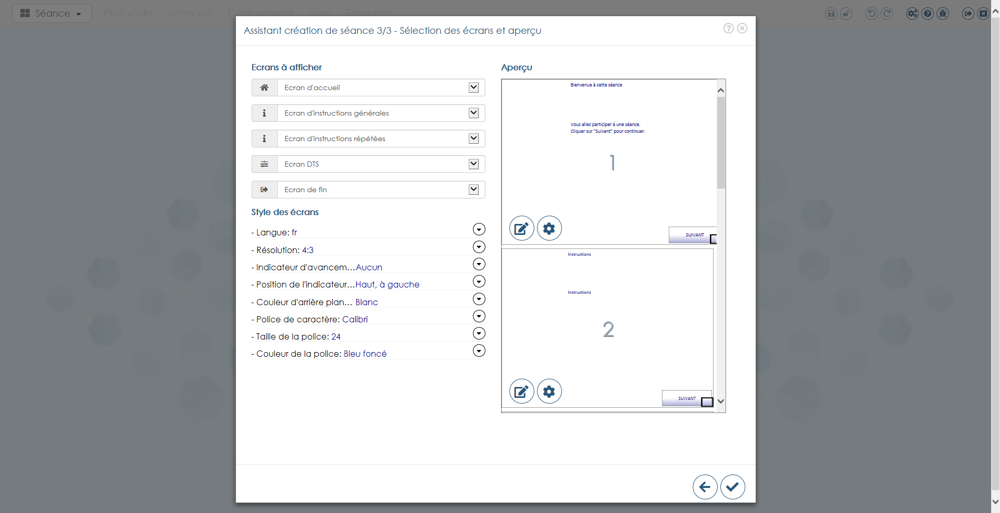 Séance
Protocole
Scenario
Déploiement
Suivi
Données
Assistant création de séance 3/3 - Sélection des écrans et aperçu
Ecrans à afficher
Ecran d'accueil
Ecran d'instructions générales
Ecran d'instructions répétées
Ecran DTS
Ecran de fin
Style des écrans
- Langue: fr
- Résolution: 4:3
- Indicateur d'avancem...Aucun
- Position de l'indicateur...Haut, à gauche
- Couleur d'arrière plan... Blanc
- Police de caractère: Calibri
- Taille de la police: 24
- Couleur de la police: Bleu foncé
Aperçu
Bienvenue à cette séance
Vous allez participer à une séance.
Cliquer sur "Suivant" pour continuer.
1
SUIVANT
Instructions
Instructions
2
SUIVANT